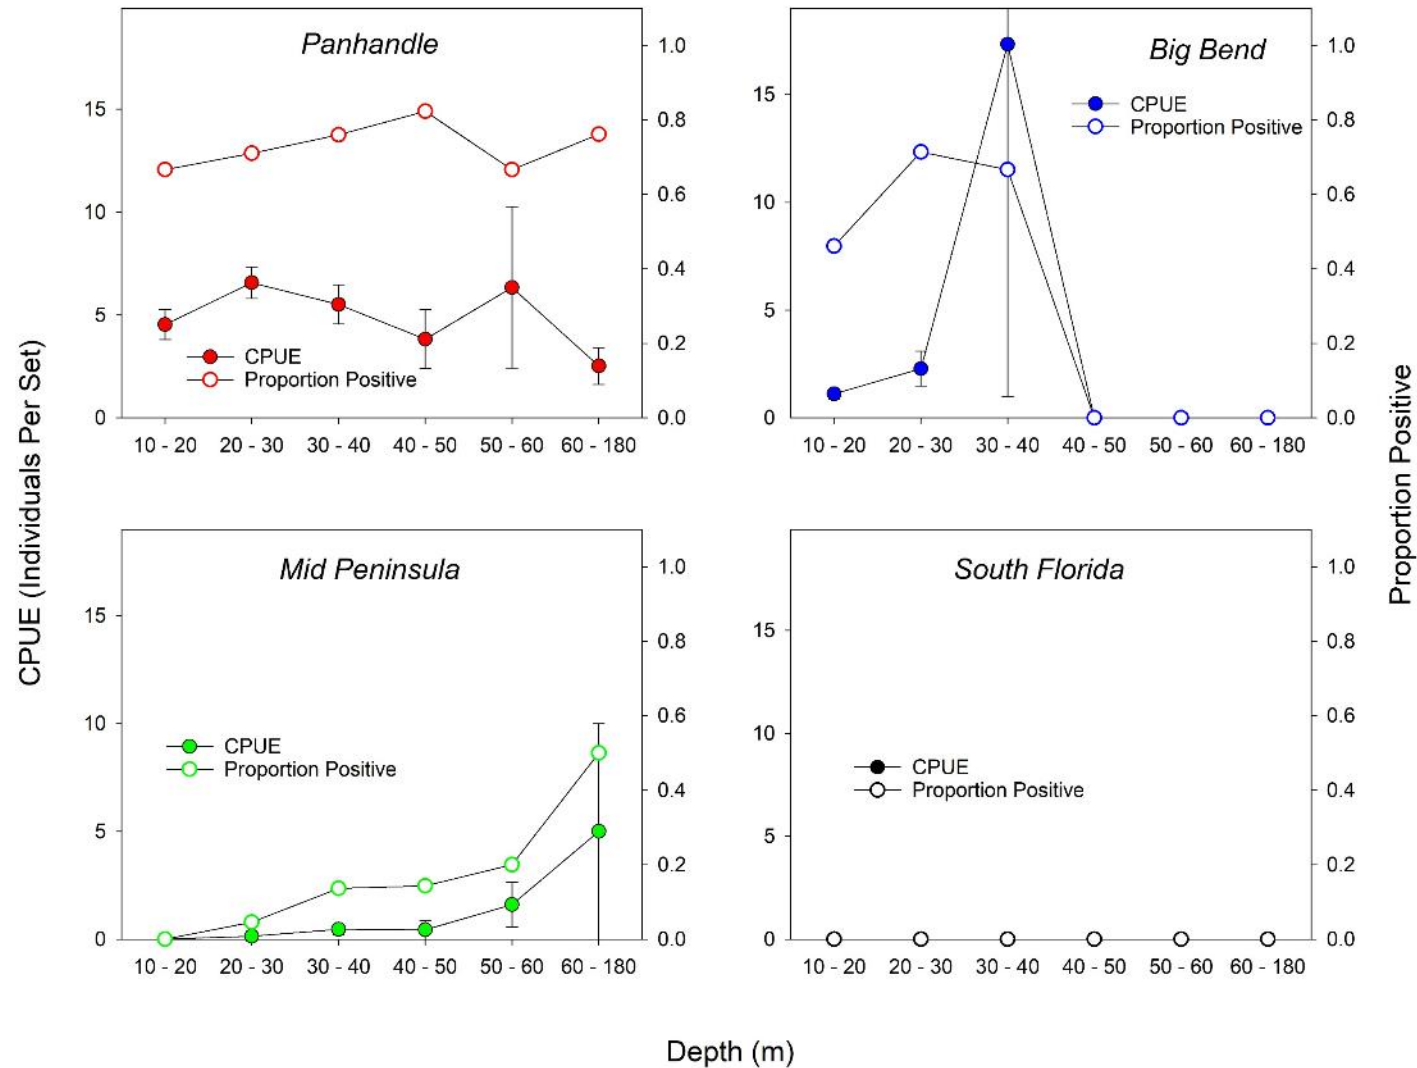 Panhandle
15
10
5
0
1.0
0.8
0.6
0.4
0.2
0.0
CPUE
Proportion Positive
10 - 20 20 - 30 30 - 40 40 - 50 50 - 60 60 - 180
Big Bend
15
10
5
0
1.0
0.8
0.6
0.4
0.2
0.0
CPUE
Proportion Positive
10 - 20 20 - 30 30 - 40 40 - 50 50 - 60 60 - 180
CPUE (Individuals Per Set)
Proportion Positive
Mid Peninsula
15
10
5
0
1.0
0.8
0.6
0.4
0.2
0.0
CPUE
Proportion Positive
10 - 20 20 - 30 30 - 40 40 - 50 50 - 60 60 - 180
South Florida
15
10
5
0
1.0
0.8
0.6
0.4
0.2
0.0
CPUE
Proportion Positive
10 - 20 20 - 30 30 - 40 40 - 50 50 - 60 60 - 180
Depth (m)